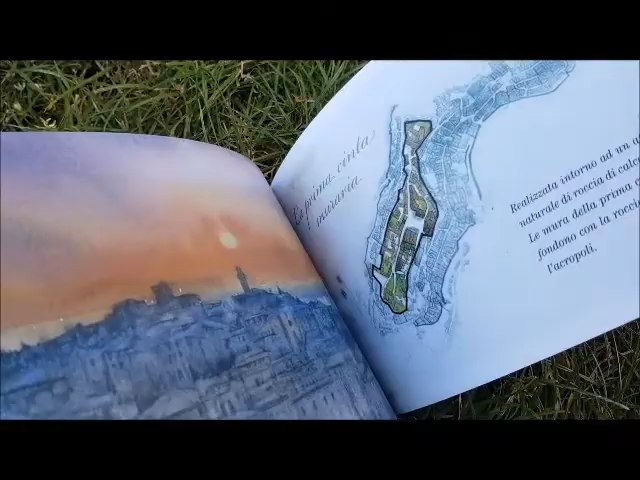 La prima cinta
muraria.
Realizzata intorno ad un a
naturale di roccia di calc
Le mura della prima c
fondono con la roccia
l'acropoli.